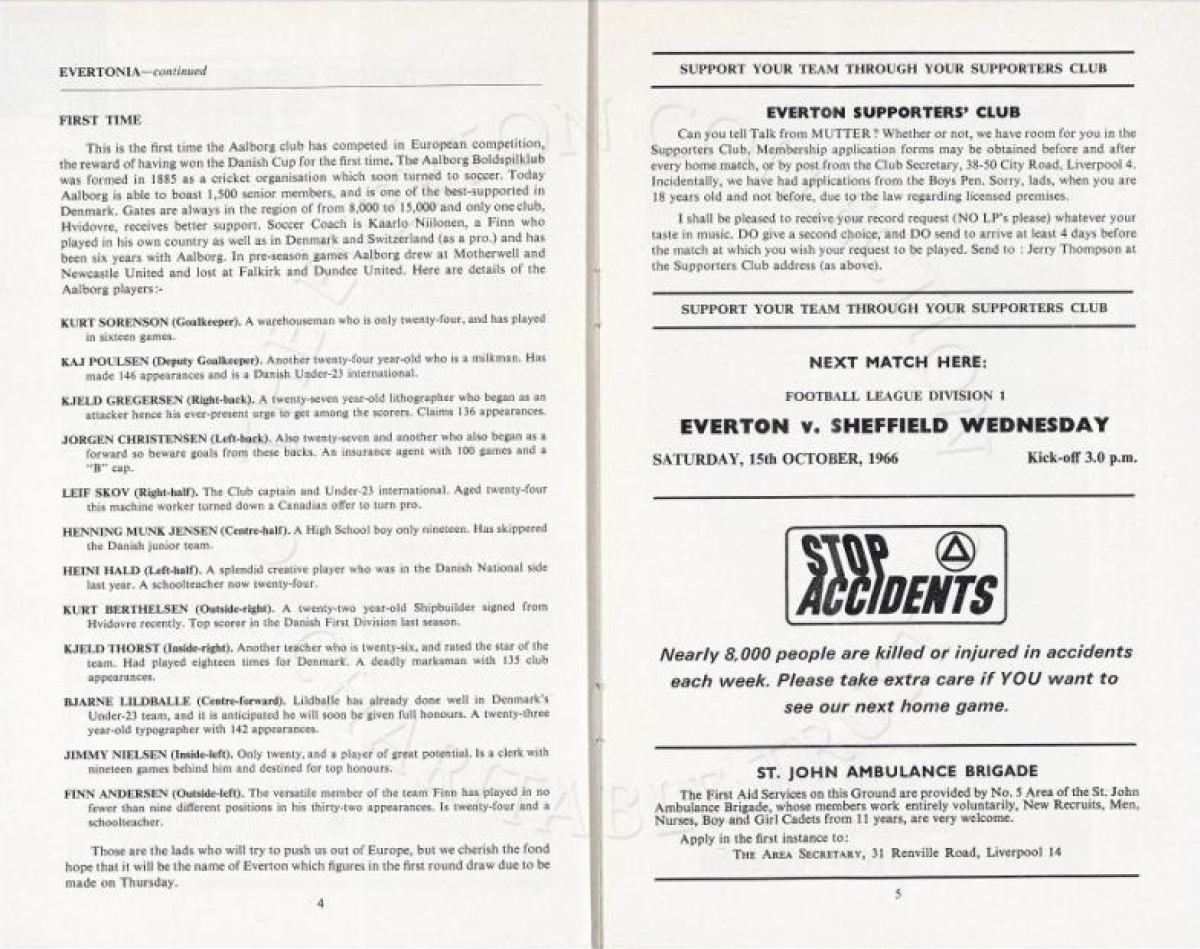 EVERTONIA—continued
FIRST TIME
This is the first time the Aalborg club has competed in European competition,
the reward of having won the Danish Cup for the first time. The Aalborg Boldspilklub
was formed in 1885 as a cricket organisation which soon turned to soccer. Today
Aalborg is able to boast 1,500 senior members, and is one of the best-supported in
Denmark. Gates are always in the region of from 8,000 to 15,000 and only one club,
Hvidovre, receives better support. Soccer Coach is Kaarlo Niilonen, a Finn who
played in his own country as well as in Denmark and Switzerland (as a pro.) and has
been six years with Aalborg. In pre-season games Aalborg drew at Motherwell and
Newcastle United and lost at Falkirk and Dundee United. Here are details of the
Aalborg players:-
KURT SORENSON (Goalkeeper). A warehouseman who is only twenty-four, and has played
in sixteen games.
KAJ POULSEN (Deputy Goalkeeper). Another twenty-four year-old who is a milkman. Has
made 146 appearances and is a Danish Under-23 international.
KJELD GREGERSEN (Right-back). A twenty-seven year-old lithographer who began as an
attacker hence his ever-present urge to get among the scorers. Claims 136 appearances.
JORGEN CHRISTENSEN (Left-back). Also twenty-seven and another who also began as a
forward so beware goals from these backs. An insurance agent with 100 games and a
"B" cap.
LEIF SKOV (Right-half). The Club captain and Under-23 international. Aged twenty-four
this machine worker turned down a Canadian offer to turn pro.
HENNING MUNK JENSEN (Centre-half). A High School boy only nineteen. Has skippered
the Danish junior team.
HEINI HALD (Left-half). A splendid creative player who was in the Danish National side
last year. A schoolteacher now twenty-four.
KURT BERTHELSEN (Outside-right). A twenty-two year-old Shipbuilder signed from
Hvidovre recently. Top scorer in the Danish First Division last season.
KJELD THORST (Inside-right). Another teacher who is twenty-six, and rated the star of the
team. Had played eighteen times for Denmark. A deadly marksman with 135 club
appearances.
BJARNE LILDBALLE (Centre-forward). Lildballe has already done well in Denmark's
Under-23 team, and it is anticipated he will soon be given full honours. A twenty-three
year-old typographer with 142 appearances.
JIMMY NIELSEN (Inside-left). Only twenty, and a player of great potential. Is a clerk with
nineteen games behind him and destined for top honours.
FINN ANDERSEN (Outside-left). The versatile member of the team Finn has played in no
fewer than nine different positions in his thirty-two appearances. Is twenty-four and a
schoolteacher.
Those are the lads who will try to push us out of Europe, but we cherish the fond
hope that it will be the name of Everton which figures in the first round draw due to be
made on Thursday.
4
SUPPORT YOUR TEAM THROUGH YOUR SUPPORTERS CLUB
EVERTON SUPPORTERS' CLUB
Can you tell Talk from MUTTER? Whether or not, we have room for you in the
Supporters Club. Membership application forms may be obtained before and after
every home match, or by post from the Club Secretary, 38-50 City Road, Liverpool 4.
Incidentally, we have had applications from the Boys Pen. Sorry, lads, when you are
18 years old and not before, due to the law regarding licensed premises.
I shall be pleased to receive your record request (NO LP's please) whatever your
taste in music. DO give a second choice, and DO send to arrive at least 4 days before
the match at which you wish your request to be played. Send to : Jerry Thompson at
the Supporters Club address (as above).
SUPPORT YOUR TEAM THROUGH YOUR SUPPORTERS CLUB
NEXT MATCH HERE:
FOOTBALL LEAGUE DIVISION 1
EVERTON v. SHEFFIELD WEDNESDAY
SATURDAY, 15th OCTOBER, 1966 Kick-off 3.0 p.m.
STOP
ACCIDENTS
Nearly 8,000 people are killed or injured in accidents
each week. Please take extra care if YOU want to
see our next home game.
ST. JOHN AMBULANCE BRIGADE
The First Aid Services on this Ground are provided by No. 5 Area of the St. John
Ambulance Brigade, whose members work entirely voluntarily, New Recruits, Men,
Nurses, Boy and Girl Cadets from 11 years, are very welcome.
Apply in the first instance to:
THE AREA SECRETARY, 31 Renville Road, Liverpool 14
5